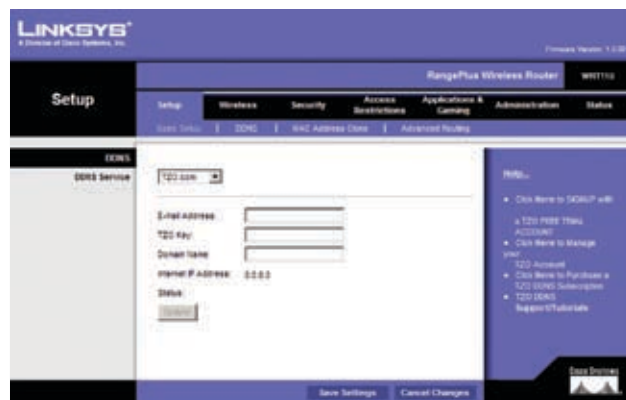 LINKSYS®
A Division of Cisco Systems, Inc.
Firmware Version: 1.0.00
RangePlus Wireless Router
WRT110
Setup
Setup
Wireless
Security
Access Restrictions
Applications & Gaming
Administration
Status
Basic Setup | DDNS | MAC Address Clone | Advanced Routing
DDNS
DDNS Service
TZO.com
E-mail Address:
TZO Key:
Domain Name:
Internet IP Address: 0.0.0.0
Status:
Update
Help...
Click Here to SIGNUP with
a TZO FREE TRIAL
ACCOUNT
Click Here to Manage
your
TZO Account
Click Here to Purchase a
TZO DDNS Subscription
TZO DDNS
Support/Tutorials
Save Settings
Cancel Changes
CISCO SYSTEMS